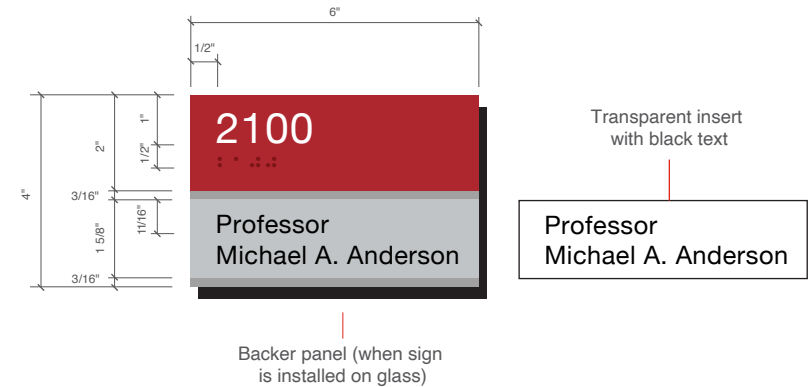 6"
1/2"
4"
2"
1"
1/2"
3/16"
11/16"
1 5/8"
3/16"
2100
Professor
Michael A. Anderson
Transparent insert
with black text
Professor
Michael A. Anderson
Backer panel (when sign
is installed on glass)